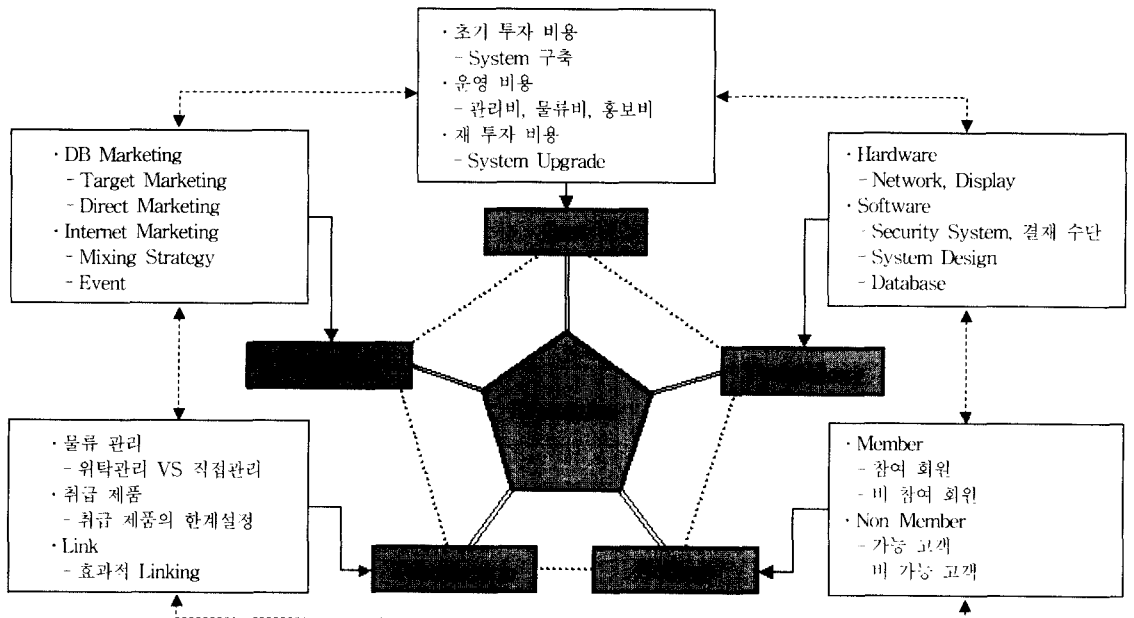 · 초기 투자 비용
- System 구축
· 운영 비용
- 관리비, 물류비, 홍보비
· 재 투자 비용
- System Upgrade
· DB Marketing
- Target Marketing
- Direct Marketing
· Internet Marketing
- Mixing Strategy
- Event
· Hardware
- Network, Display
· Software
- Security System, 결재 수단
- System Design
- Database
· 물류 관리
- 위탁관리 VS 직접관리
· 취급 제품
- 취급 제품의 한계설정
· Link
- 효과적 Linking
· Member
- 참여 회원
- 비 참여 회원
· Non Member
- 가능 고객
비 가능 고객